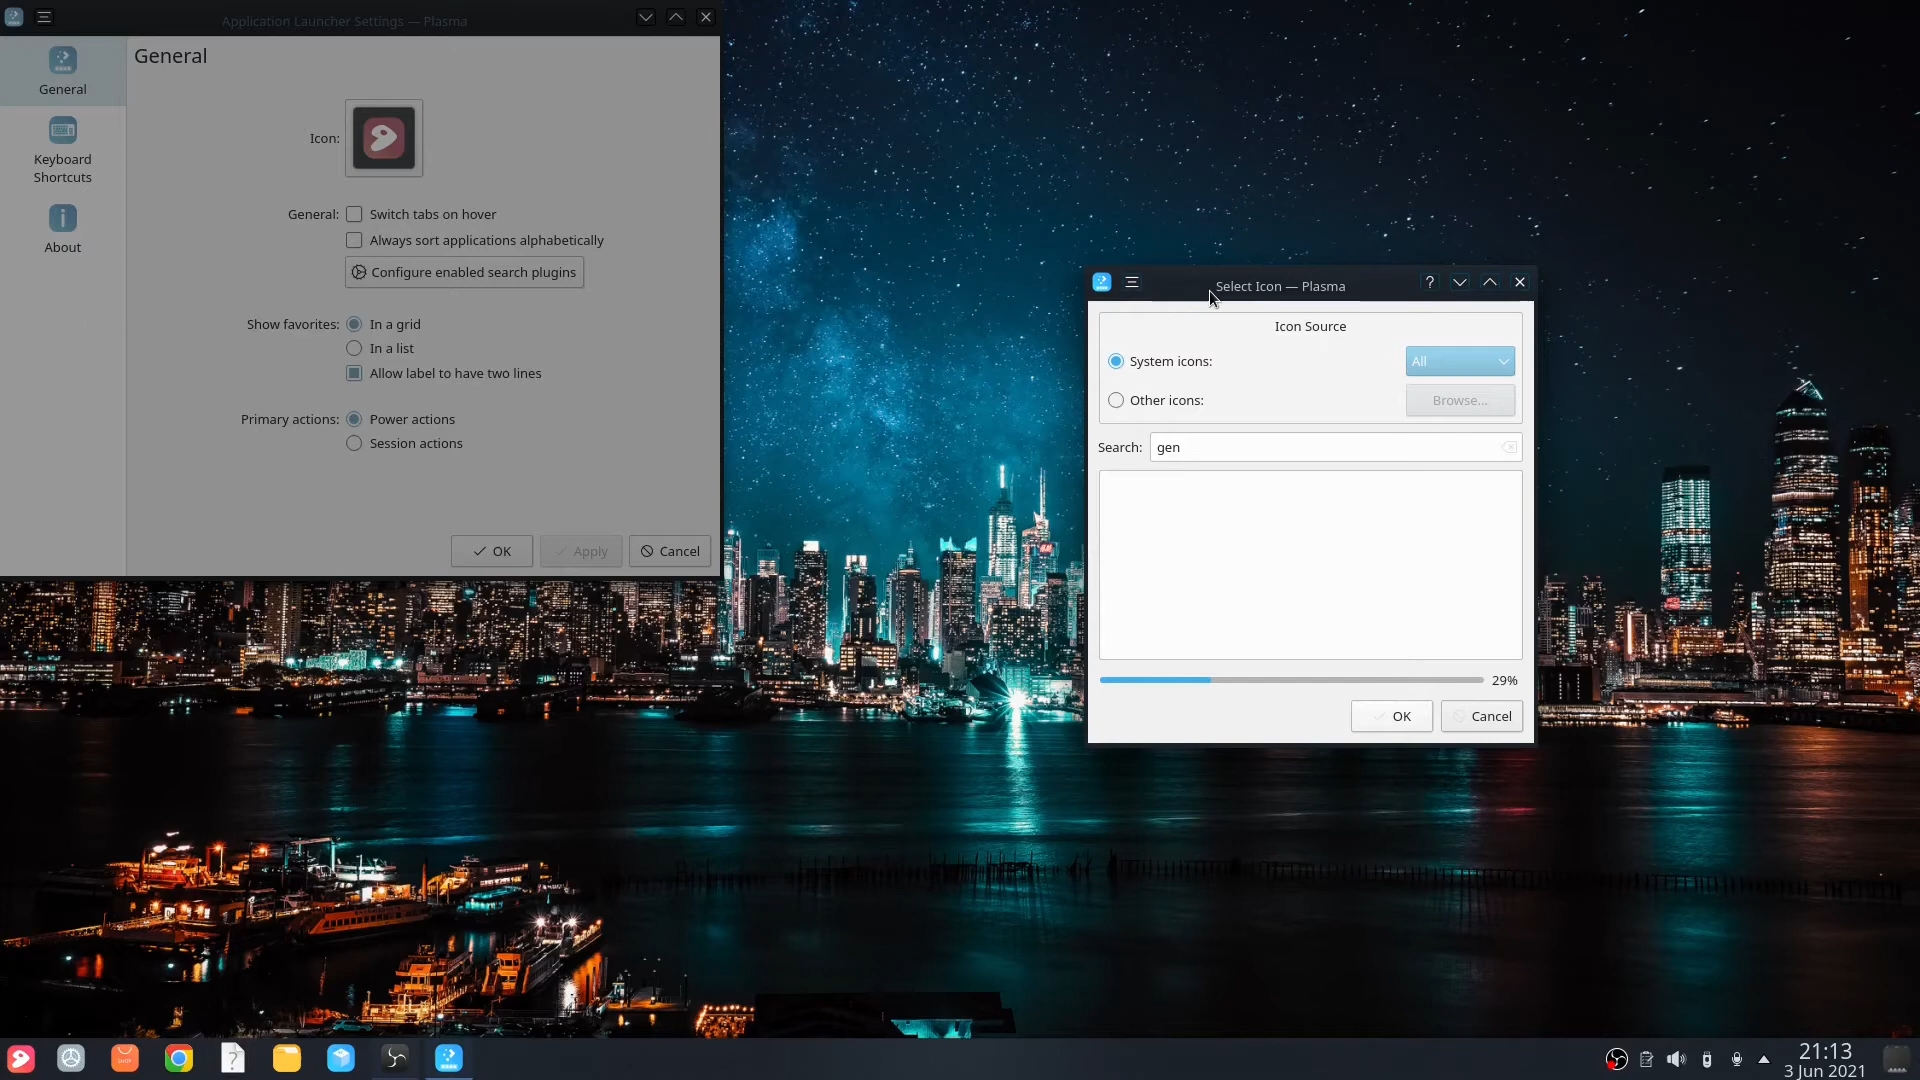 Application Launcher Settings — Plasma
General
Keyboard
Shortcuts
About
General
Icon:
General:
Switch tabs on hover
Always sort applications alphabetically
Configure enabled search plugins
Show favorites:
In a grid
In a list
Allow label to have two lines
Primary actions:
Power actions
Session actions
OK
Apply
Cancel
Select Icon — Plasma
Icon Source
System icons:
All
Other icons:
Browse...
Search:
gen
29%
OK
Cancel
21:13
3 Jun 2021